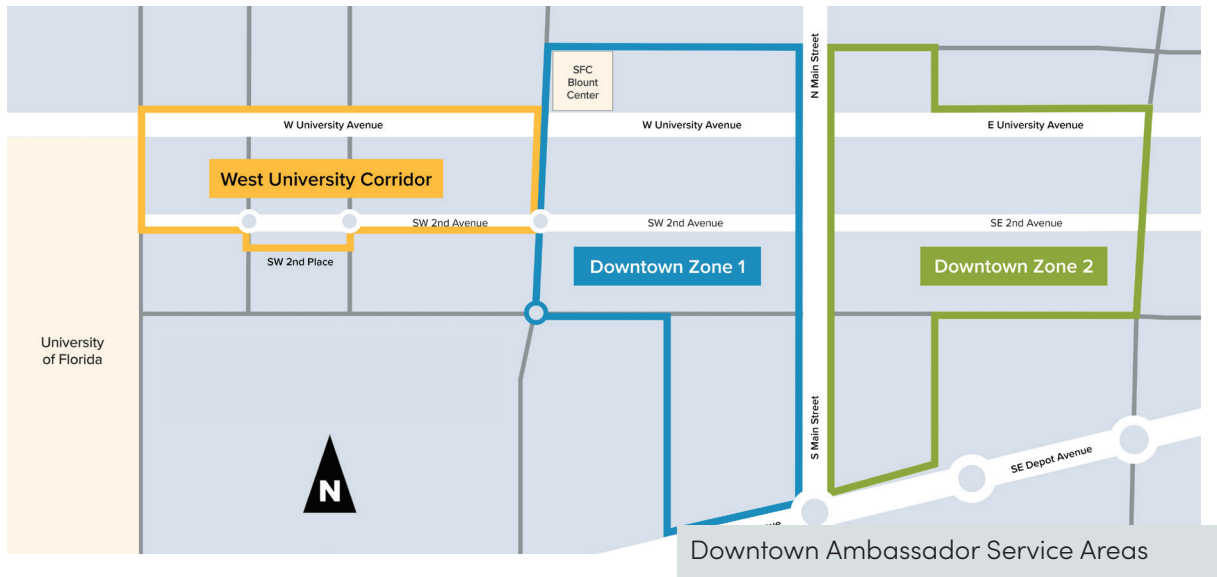 N Main Street
SFC
Blount
Center
W University Avenue
W University Avenue
E University Avenue
West University Corridor
SW 2nd Avenue
SW 2nd Avenue
SE 2nd Avenue
SW 2nd Place
Downtown Zone 1
Downtown Zone 2
University
of Florida
S Main Street
SE Depot Avenue
N
Downtown Ambassador Service Areas